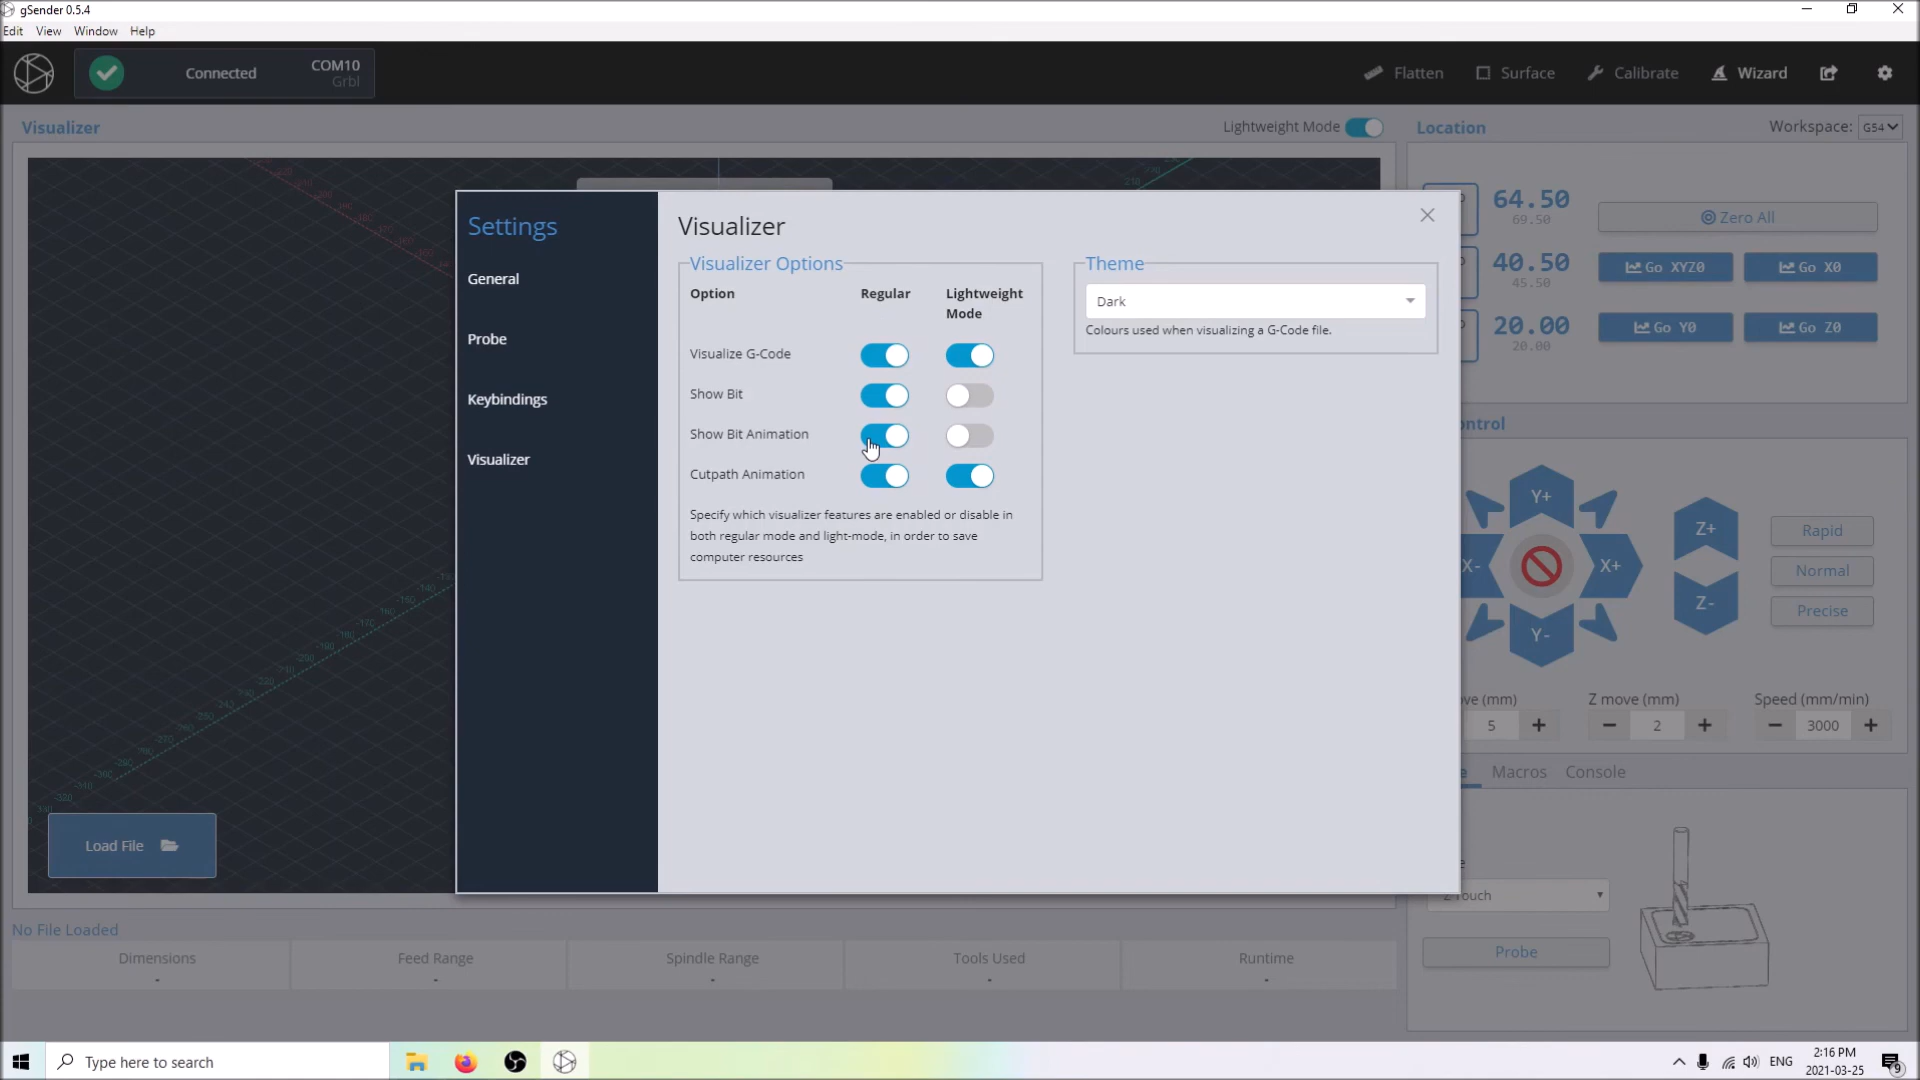 gSender 0.5.4
Edit View Window Help
Connected
COM10
Grbl
Flatten
Surface
Calibrate
Wizard
Visualizer
Lightweight Mode
Location
Workspace:
G54
Settings
General
Probe
Keybindings
Visualizer
Visualizer
Visualizer Options
Option
Regular
Lightweight
Mode
Visualize G-Code
Show Bit
Show Bit Animation
Cutpath Animation
Specify which visualizer features are enabled or disable in
both regular mode and light-mode, in order to save
computer resources
Theme
Dark
Colours used when visualizing a G-Code file.
64.50
69.50
Zero All
40.50
45.50
Go XYZ0
Go X0
20.00
20.00
Go Y0
Go Z0
ontrol
Y+
X-
X+
Y-
Z+
Z-
Rapid
Normal
Precise
ve (mm)
Z move (mm)
Speed (mm/min)
5
2
3000
e
Macros
Console
e
Z Touch
Probe
Load File
No File Loaded
Dimensions
-
Feed Range
-
Spindle Range
-
Tools Used
-
Runtime
-
Type here to search
ENG
2:16 PM
2021-03-25
9